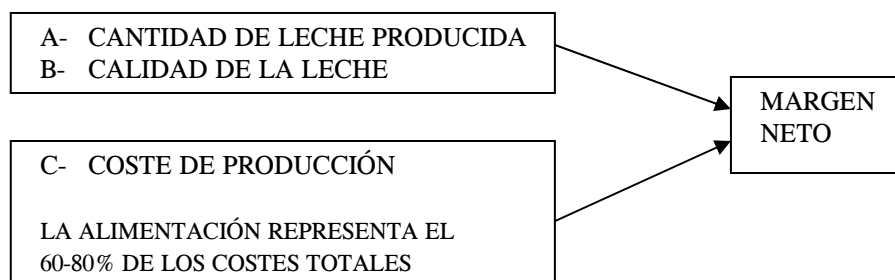 A- CANTIDAD DE LECHE PRODUCIDA
B- CALIDAD DE LA LECHE
MARGEN
NETO
C- COSTE DE PRODUCCIÓN
LA ALIMENTACIÓN REPRESENTA EL
60-80% DE LOS COSTES TOTALES